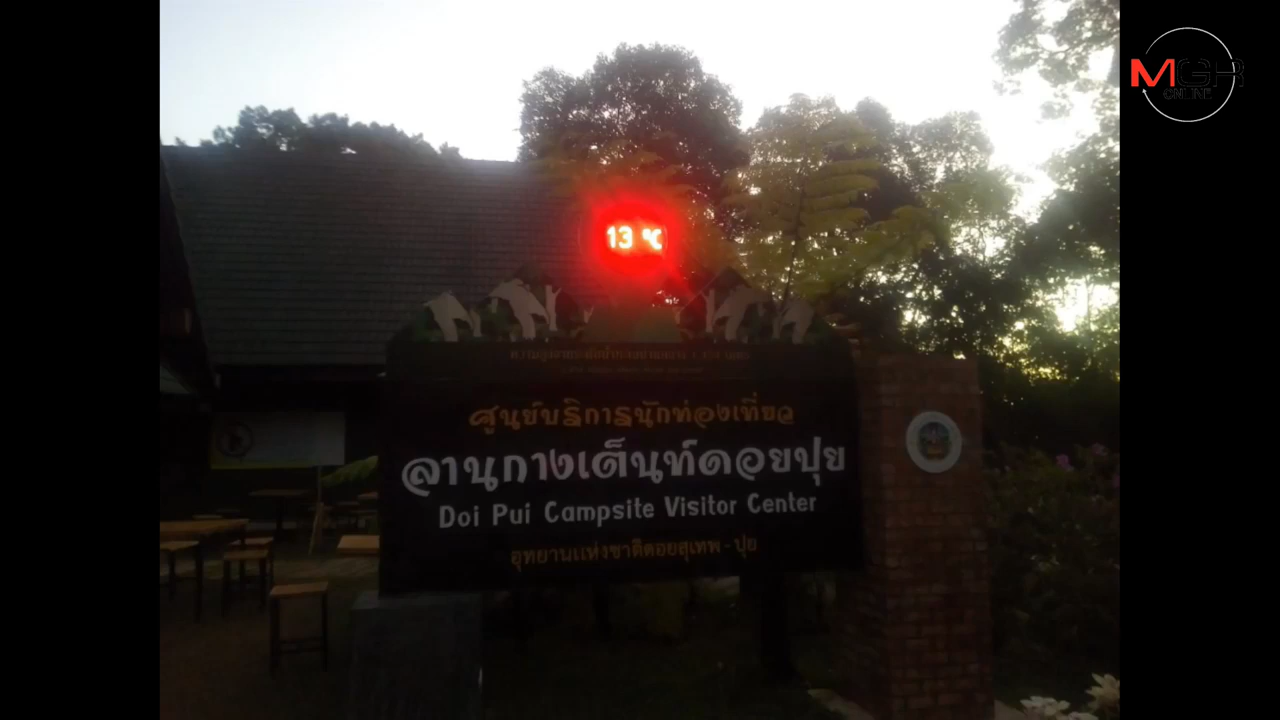 MGR
ONLINE
13 °C
ศูนย์บริการนักท่องเที่ยว
ลานกางเต็นท์ดอยปุย
Doi Pui Campsite Visitor Center
อุทยานแห่งชาติดอยสุเทพ - ปุย